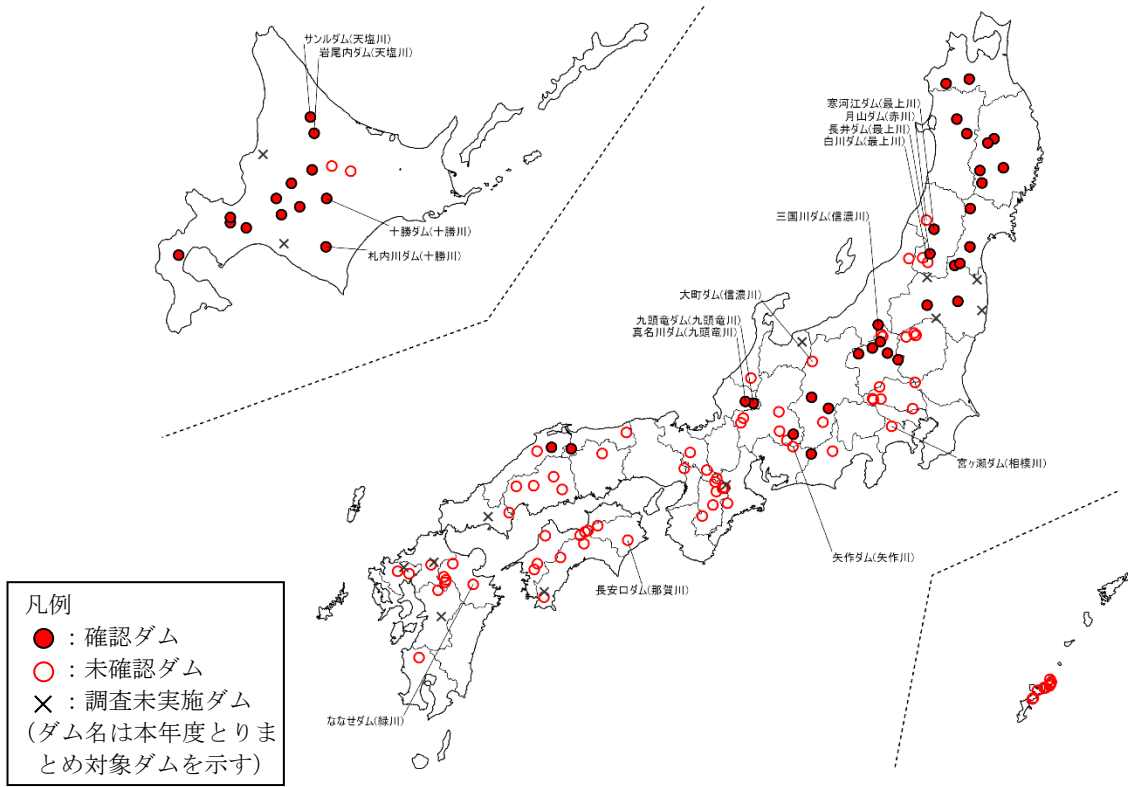 サンルダム(天塩川)
岩尾内ダム(天塩川)
十勝ダム(十勝川)
札内川ダム(十勝川)
寒河江ダム(最上川)
月山ダム(赤川)
長井ダム(最上川)
白川ダム(最上川)
三国川ダム(信濃川)
大町ダム(信濃川)
九頭竜ダム(九頭竜川)
真名川ダム(九頭竜川)
宮ヶ瀬ダム(相模川)
矢作ダム(矢作川)
長安口ダム(那賀川)
ななせダム(緑川)
凡例
：確認ダム
：未確認ダム
：調査未実施ダム
(ダム名は本年度とりま
とめ対象ダムを示す)